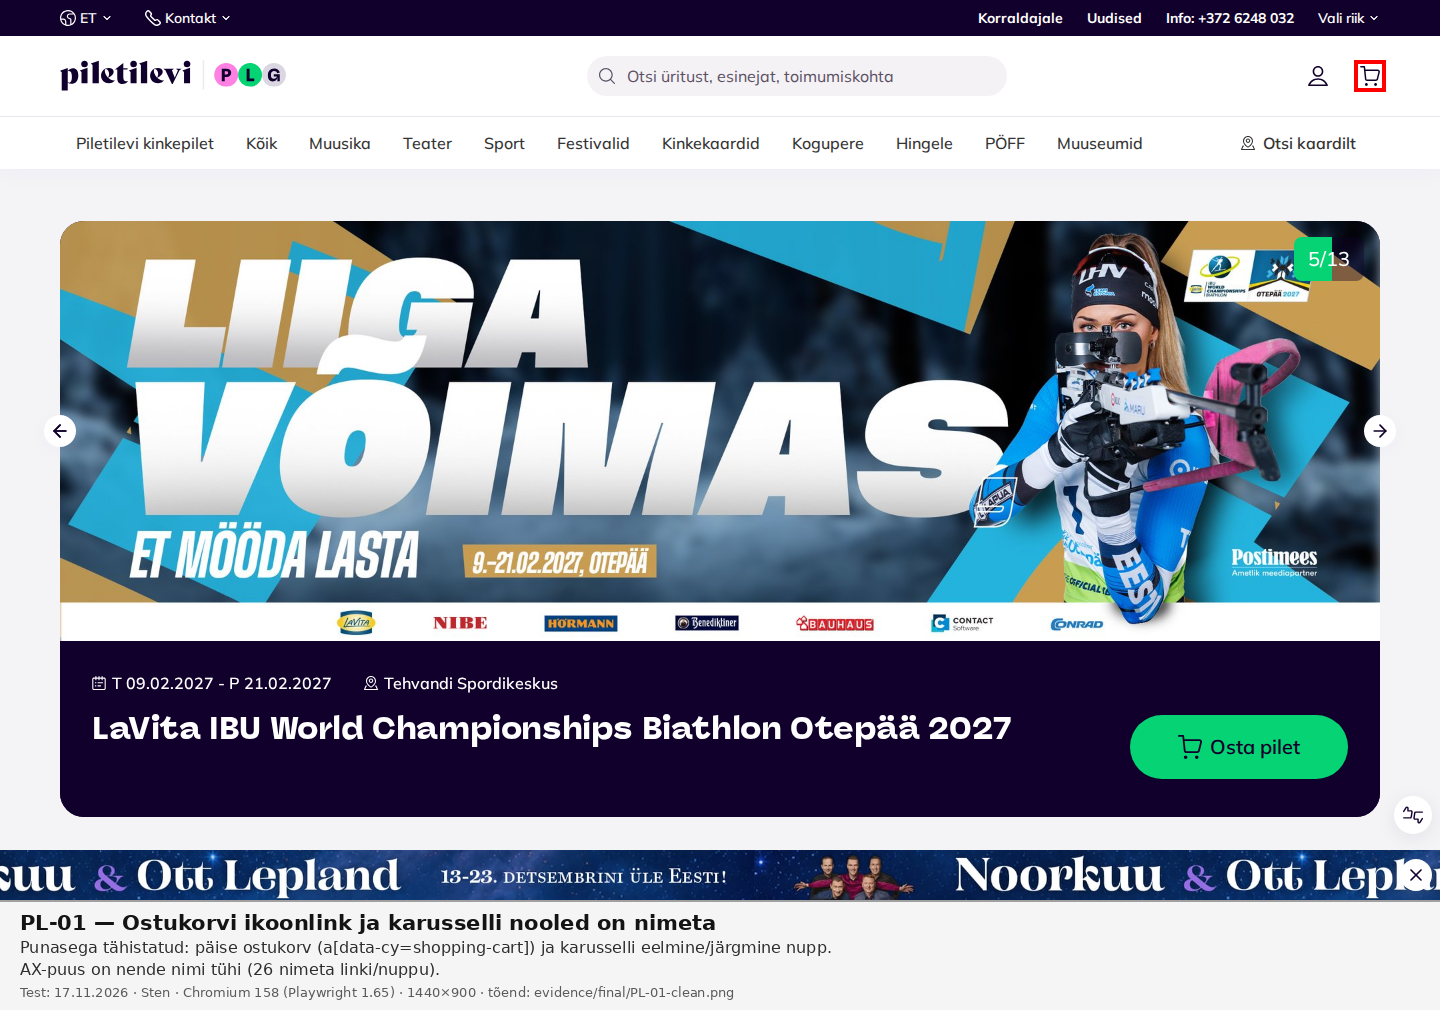 ET Kontakt Korraldajale Uudised Info: +372 6248 032 Vali riik
piletilevi P L G Otsi üritust, esinejat, toimumiskohta
Piletilevi kinkepilet Kõik Muusika Teater Sport Festivalid Kinkekaardid Kogupere Hingele PÖFF Muuseumid Otsi kaardilt
5/13
LIIGA
VÕIMAS
ET MÖÖDA LASTA
9.–21.02.2027, OTEPÄÄ
Postimees
Ametlik meediapartner
LAVITA NIBE HÖRMANN Benediktiner BAUHAUS CONTACT Software CONRAD
T 09.02.2027 - P 21.02.2027 Tehvandi Spordikeskus
LaVita IBU World Championships Biathlon Otepää 2027
Osta pilet
kuu & Ott Lepland 13-23. DETSEMBRINI ÜLE EESTI! Noorkuu & Ott
PL-01 — Ostukorvi ikoonlink ja karusselli nooled on nimeta
Punasega tähistatud: päise ostukorv (a[data-cy=shopping-cart]) ja karusselli eelmine/järgmine nupp.
AX-puus on nende nimi tühi (26 nimeta linki/nuppu).
Test: 17.11.2026 · Sten · Chromium 158 (Playwright 1.65) · 1440×900 · tõend: evidence/final/PL-01-clean.png